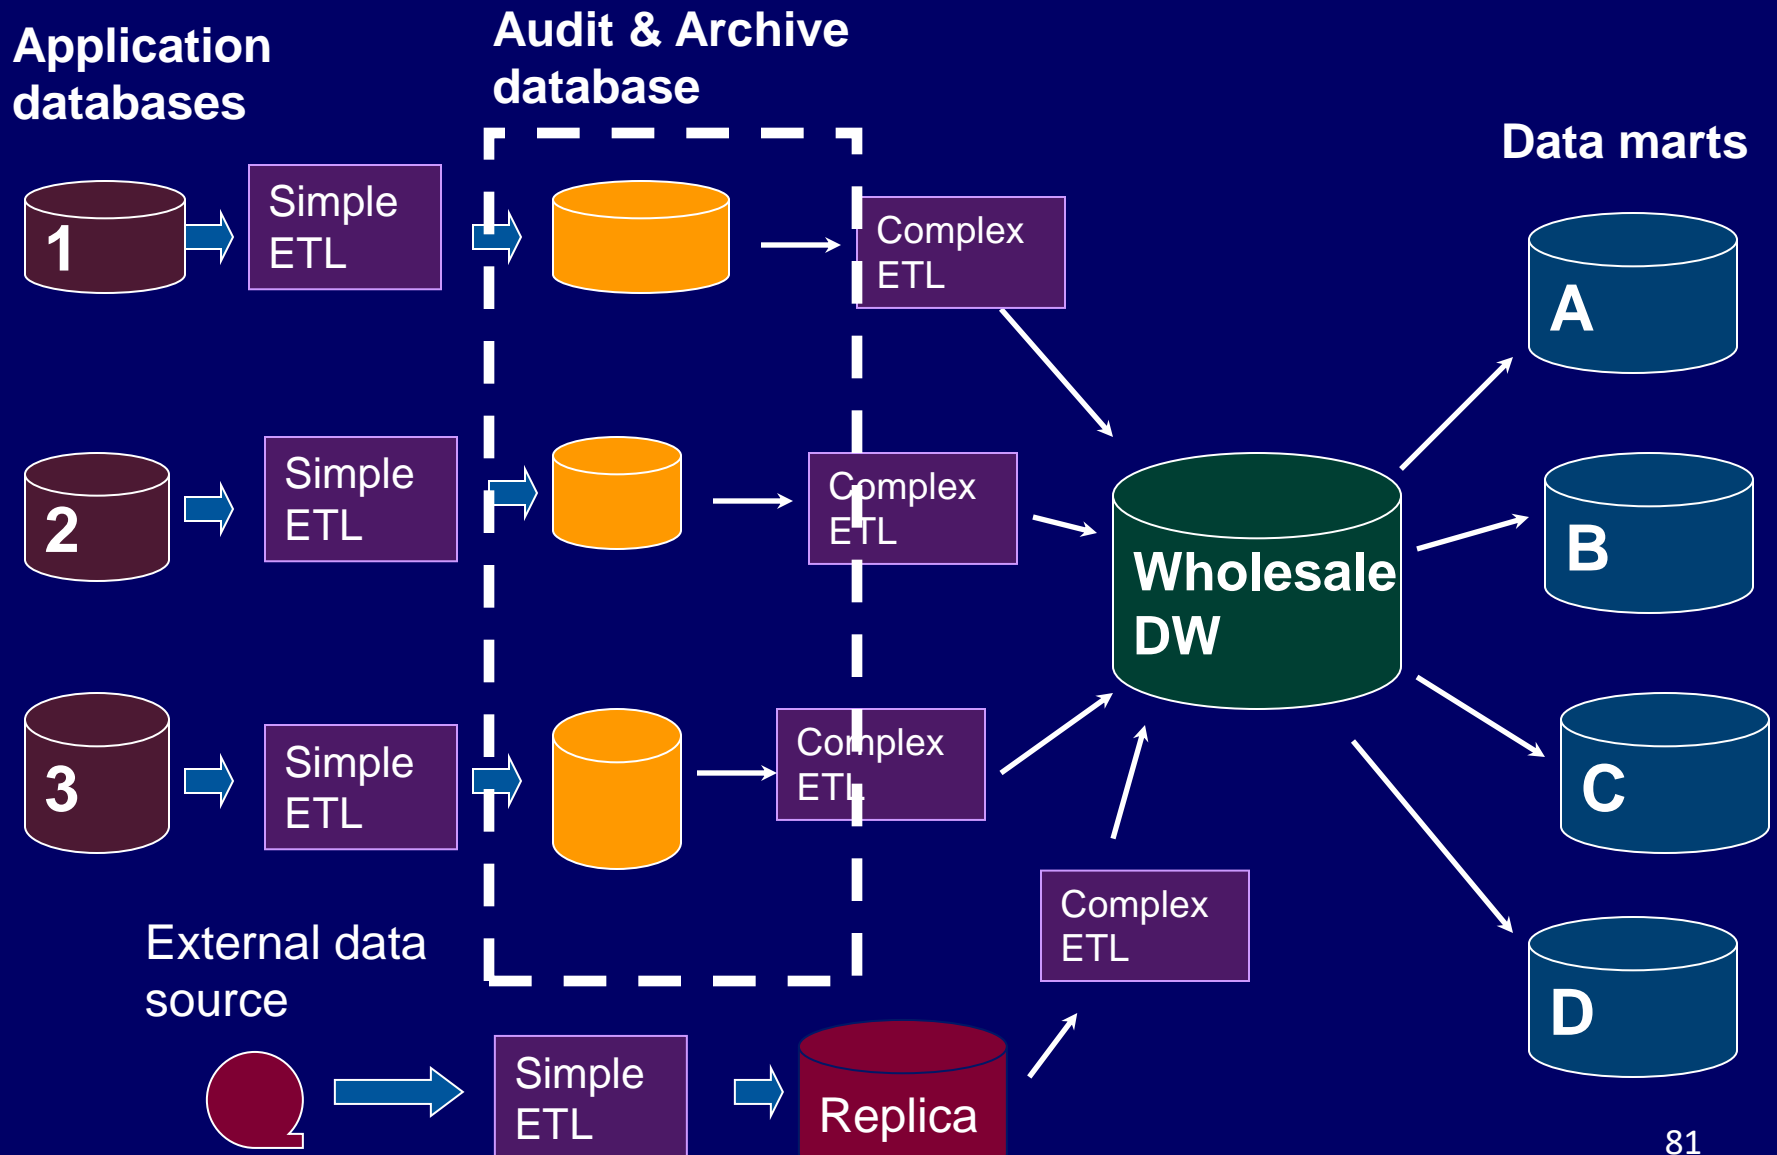 Application
databases
Audit & Archive
database
Data marts
1
Simple
ETL
Complex
ETL
A
2
Simple
ETL
Complex
ETL
Wholesale
DW
B
3
Simple
ETL
Complex
ETL
C
External data
source
Complex
ETL
D
Simple
ETL
Replica
81